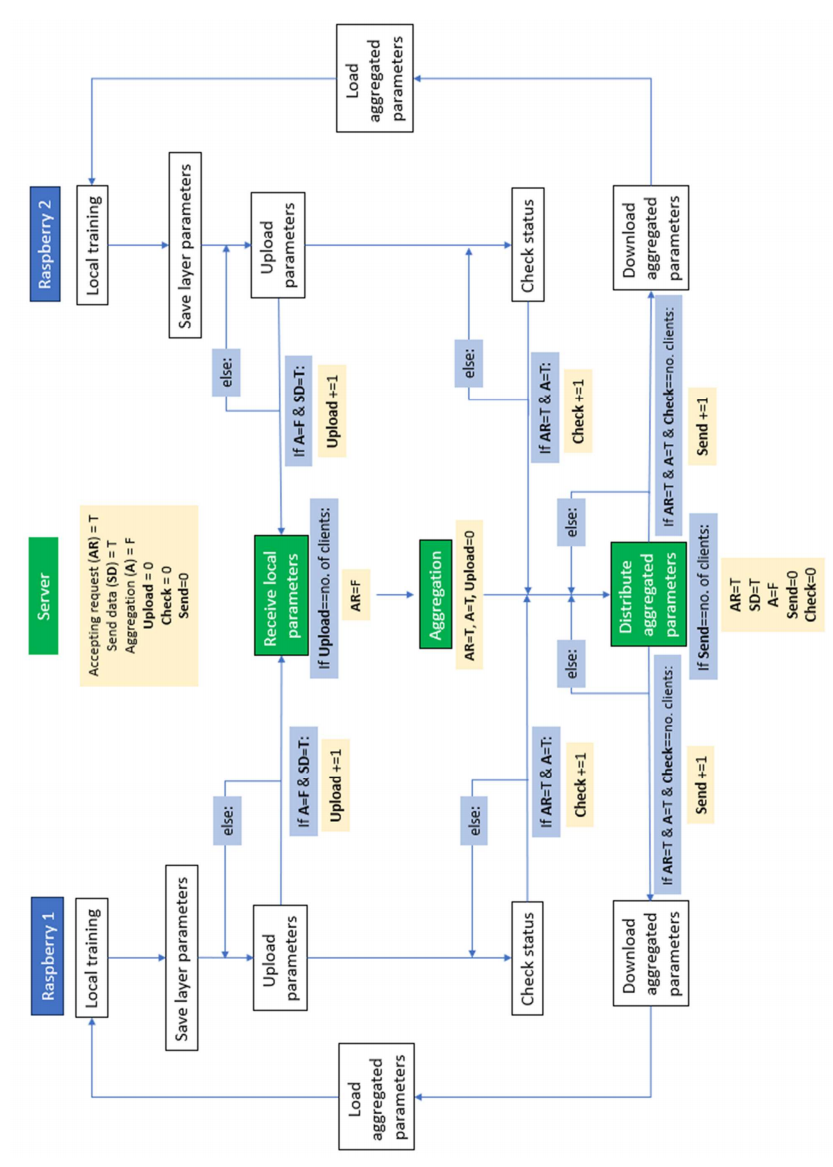 Raspberry 1
Server
Raspberry 2
Local training
Accepting request (AR) = T
Send data (SD) = T
Aggregation (A) = F
Upload = 0
Check = 0
Send=0
Local training
Save layer parameters
Save layer parameters
else:
else:
Upload
parameters
If A=F & SD=T:
Upload +=1
Receive local
parameters
If Upload==no. of clients:
AR=F
If A=F & SD=T:
Upload +=1
Upload
parameters
Load
aggregated
parameters
Load
aggregated
parameters
else:
Aggregation
AR=T, A=T, Upload=0
else:
Check status
If AR=T & A=T:
Check +=1
If AR=T & A=T:
Check +=1
Check status
else:
else:
Download
aggregated
parameters
If AR=T & A=T & Check==no. clients:
Send +=1
Distribute
aggregated
parameters
If Send==no. of clients:
AR=T
SD=T
A=F
Send=0
Check=0
If AR=T & A=T & Check==no. clients:
Send +=1
Download
aggregated
parameters